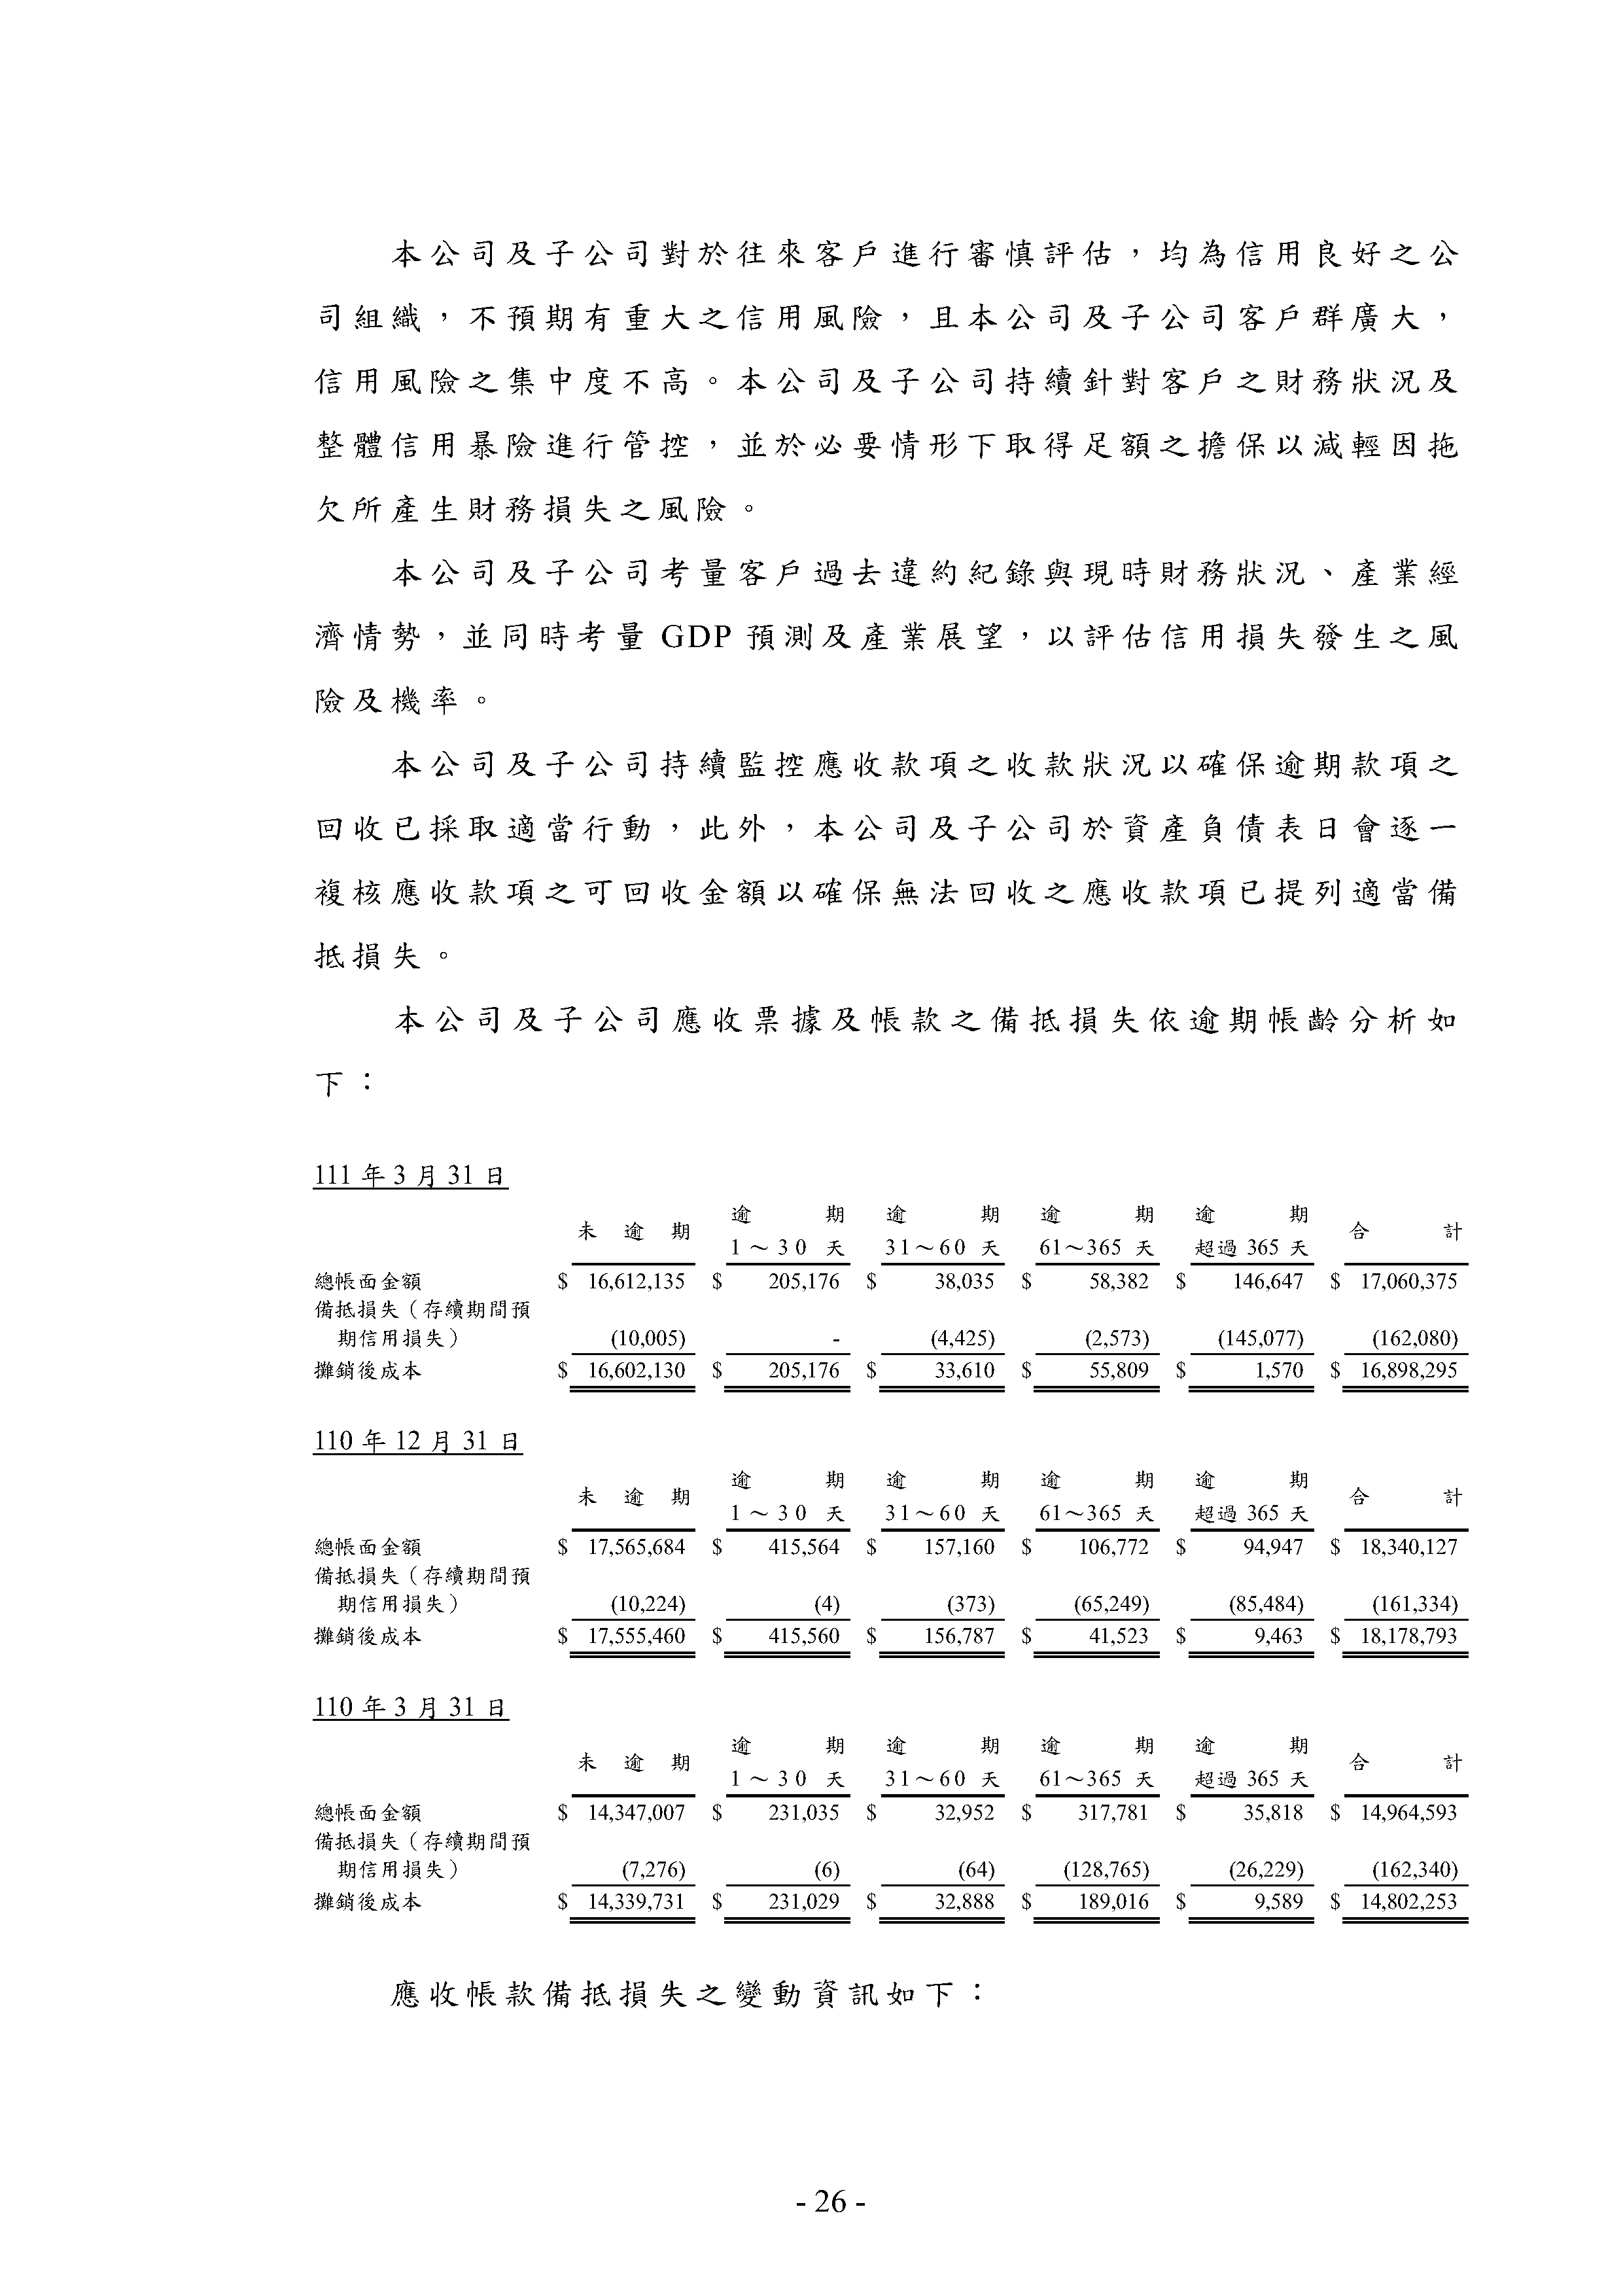 本公司及子公司對於往來客戶進行審慎評估，均為信用良好之公
司組織，不預期有重大之信用風險，且本公司及子公司客戶群廣大，
信用風險之集中度不高。本公司及子公司持續針對客戶之財務狀況及
整體信用暴險進行管控，並於必要情形下取得足額之擔保以減輕因拖
欠所產生財務損失之風險。
本公司及子公司考量客戶過去違約紀錄與現時財務狀況、產業經
濟情勢，並同時考量 GDP 預測及產業展望，以評估信用損失發生之風
險及機率。
本公司及子公司持續監控應收款項之收款狀況以確保逾期款項之
回收已採取適當行動，此外，本公司及子公司於資產負債表日會逐一
複核應收款項之可回收金額以確保無法回收之應收款項已提列適當備
抵損失。
本公司及子公司應收票據及帳款之備抵損失依逾期帳齡分析如
下：
111 年 3 月 31 日
逾期 逾期 逾期 逾期
未逾期 合計
1～30 天 31～60 天 61～365 天 超過 365 天
總帳面金額 $ 16,612,135 $ 205,176 $ 38,035 $ 58,382 $ 146,647 $ 17,060,375
備抵損失（存續期間預
期信用損失） (10,005) - (4,425) (2,573) (145,077) (162,080)
攤銷後成本 $ 16,602,130 $ 205,176 $ 33,610 $ 55,809 $ 1,570 $ 16,898,295
110 年 12 月 31 日
逾期 逾期 逾期 逾期
未逾期 合計
1～30 天 31～60 天 61～365 天 超過 365 天
總帳面金額 $ 17,565,684 $ 415,564 $ 157,160 $ 106,772 $ 94,947 $ 18,340,127
備抵損失（存續期間預
期信用損失） (10,224) (4) (373) (65,249) (85,484) (161,334)
攤銷後成本 $ 17,555,460 $ 415,560 $ 156,787 $ 41,523 $ 9,463 $ 18,178,793
110 年 3 月 31 日
逾期 逾期 逾期 逾期
未逾期 合計
1～30 天 31～60 天 61～365 天 超過 365 天
總帳面金額 $ 14,347,007 $ 231,035 $ 32,952 $ 317,781 $ 35,818 $ 14,964,593
備抵損失（存續期間預
期信用損失） (7,276) (6) (64) (128,765) (26,229) (162,340)
攤銷後成本 $ 14,339,731 $ 231,029 $ 32,888 $ 189,016 $ 9,589 $ 14,802,253
應收帳款備抵損失之變動資訊如下：
- 26 -